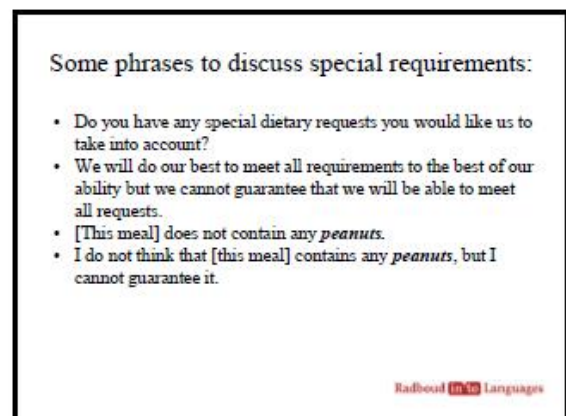 Some phrases to discuss special requirements:
• Do you have any special dietary requests you would like us to
take into account?
• We will do our best to meet all requirements to the best of our
ability but we cannot guarantee that we will be able to meet
all requests.
• [This meal] does not contain any peanuts.
• I do not think that [this meal] contains any peanuts, but I
cannot guarantee it.
Radboud in'to Languages